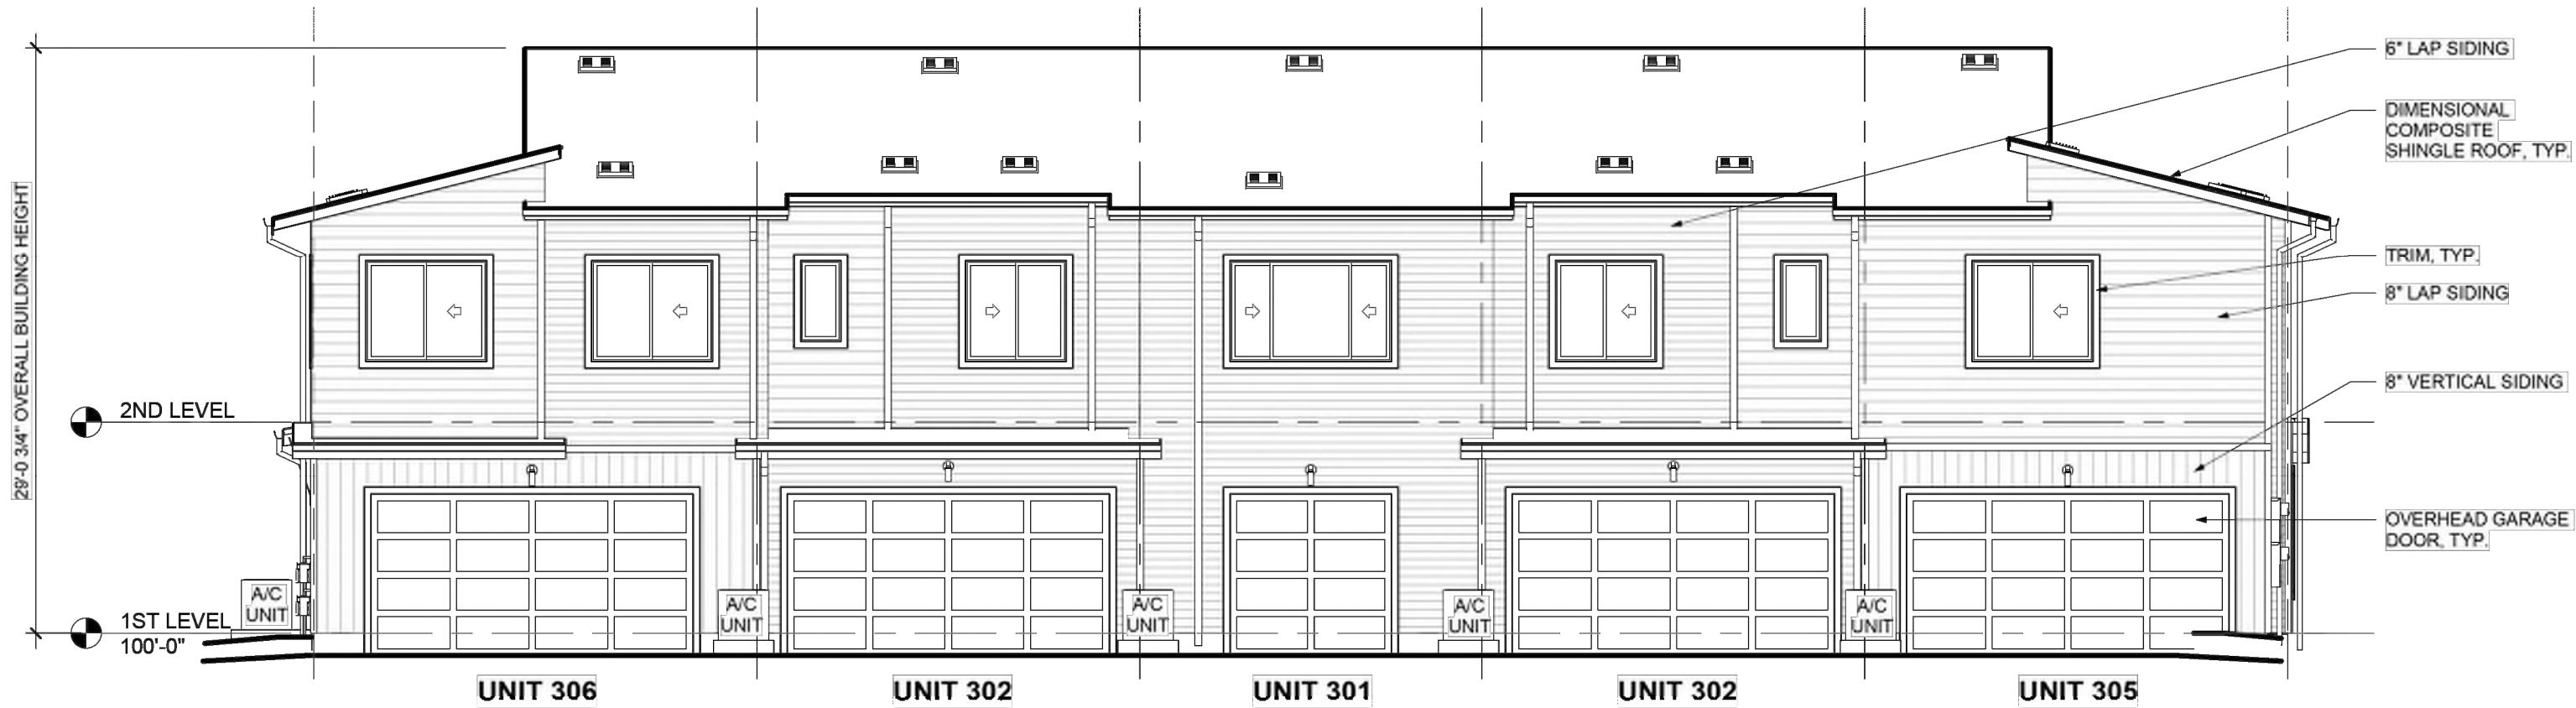 6" LAP SIDING
DIMENSIONAL
COMPOSITE
SHINGLE ROOF, TYP.
TRIM, TYP.
8" LAP SIDING
8" VERTICAL SIDING
OVERHEAD GARAGE
DOOR, TYP.
29'-0 3/4" OVERALL BUILDING HEIGHT
2ND LEVEL
1ST LEVEL
100'-0"
A/C
UNIT
A/C
UNIT
A/C
UNIT
A/C
UNIT
A/C
UNIT
UNIT 306
UNIT 302
UNIT 301
UNIT 302
UNIT 305